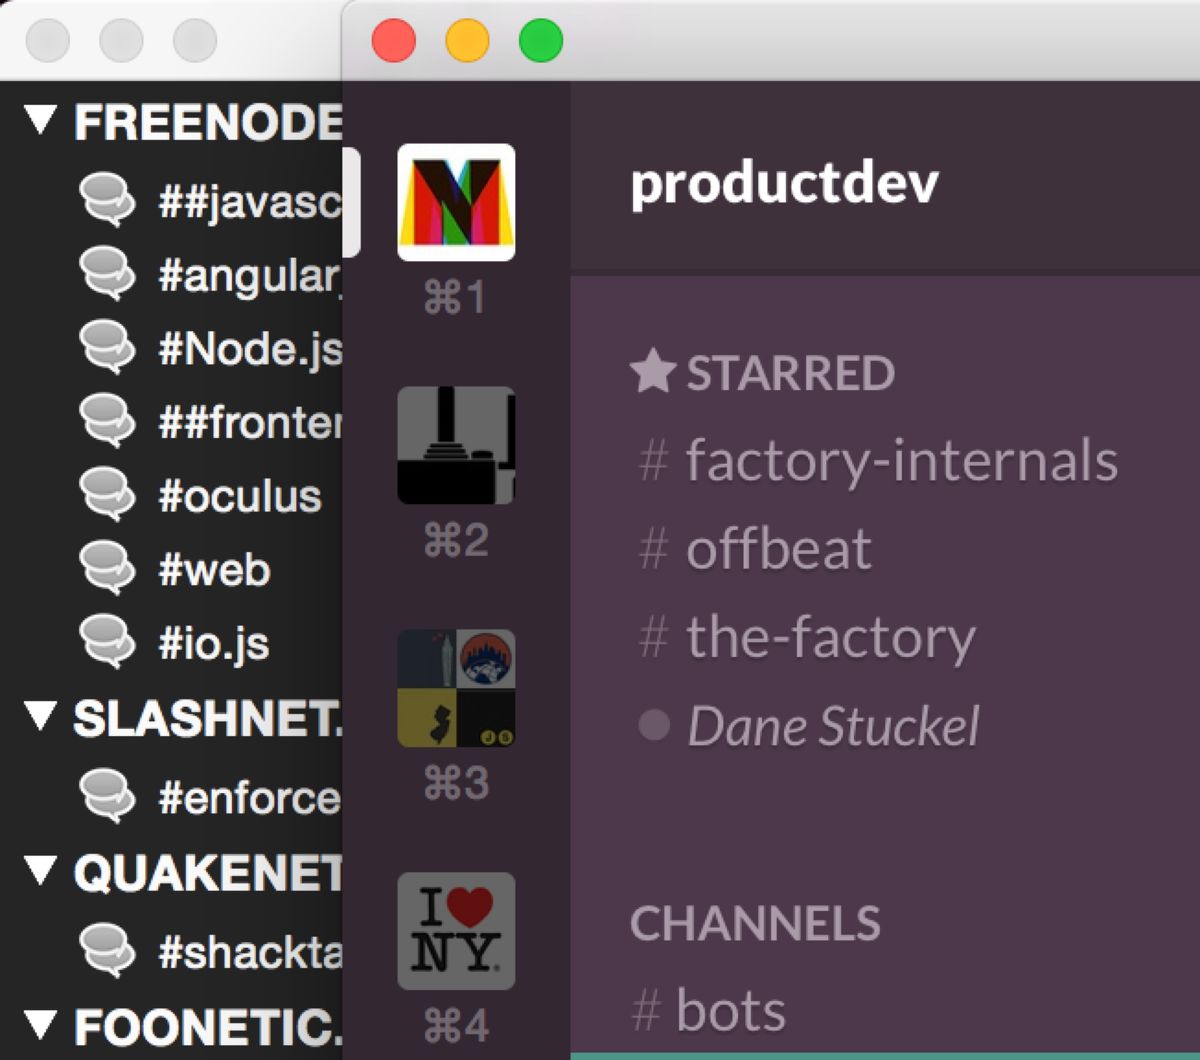 FREENODE
##javasc
#angular
#Node.js
##fronter
#oculus
#web
#io.js
SLASHNET.
#enforce
QUAKENET
#shackta
FOONETIC.
⌘1
⌘2
⌘3
JS
I
NY.
⌘4
productdev
STARRED
# factory-internals
# offbeat
# the-factory
Dane Stuckel
CHANNELS
# bots